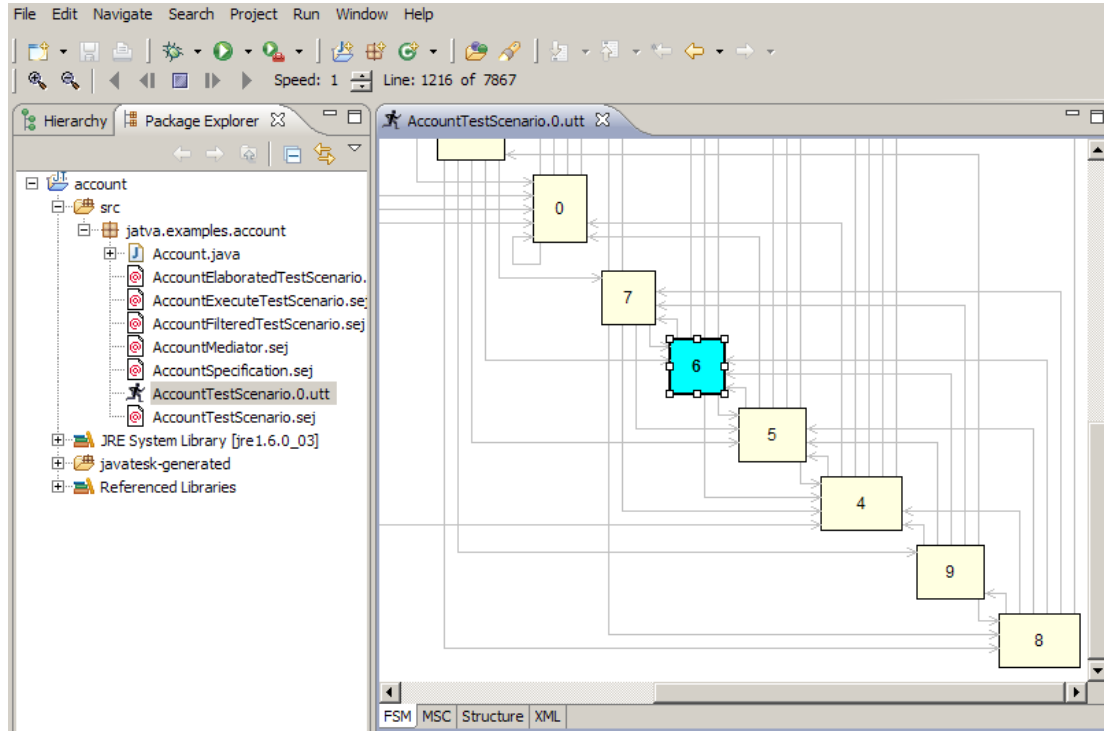 File Edit Navigate Search Project Run Window Help
Speed: 1 Line: 1216 of 7867
Hierarchy Package Explorer
AccountTestScenario.0.utt
account
src
jatva.examples.account
Account.java
AccountElaboratedTestScenario.
AccountExecuteTestScenario.sej
AccountFilteredTestScenario.sej
AccountMediator.sej
AccountSpecification.sej
AccountTestScenario.0.utt
AccountTestScenario.sej
JRE System Library [jre1.6.0_03]
javatesk-generated
Referenced Libraries
0
7
6
5
4
9
8
FSM MSC Structure XML